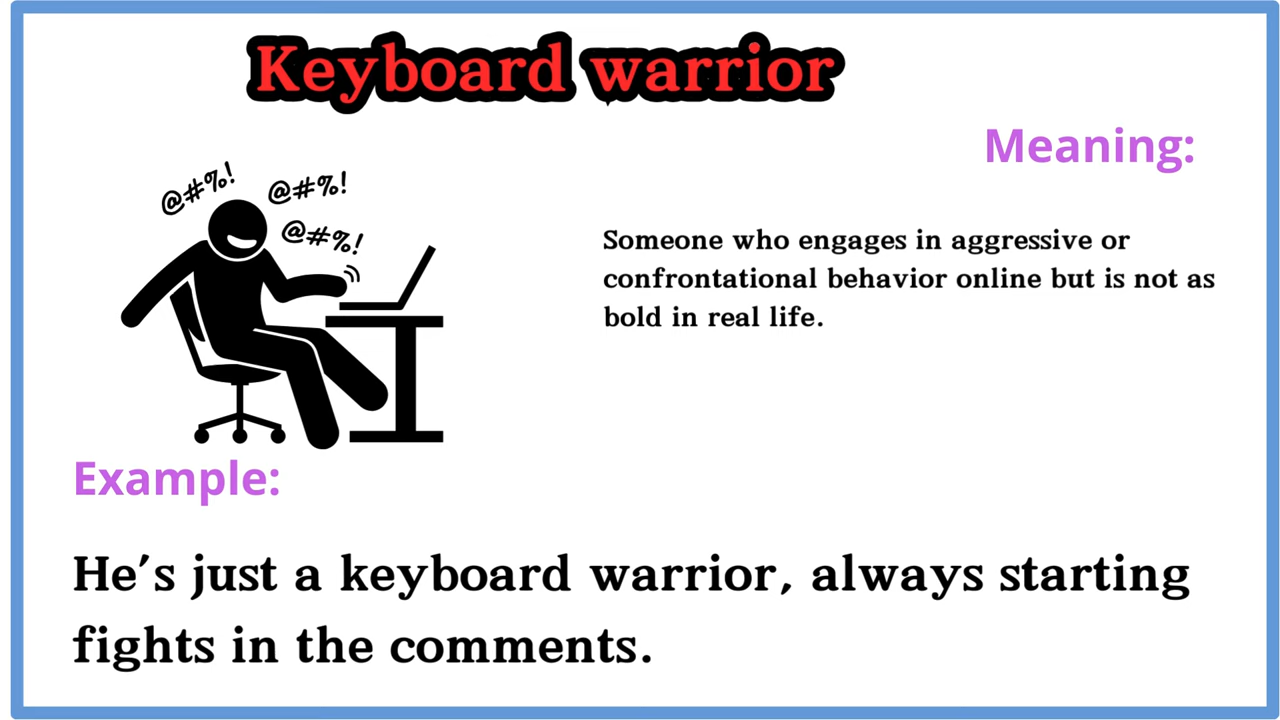 Keyboard warrior
Meaning:
@#%!
@#%!
@#%!
Someone who engages in aggressive or
confrontational behavior online but is not as
bold in real life.
Example:
He's just a keyboard warrior, always starting
fights in the comments.